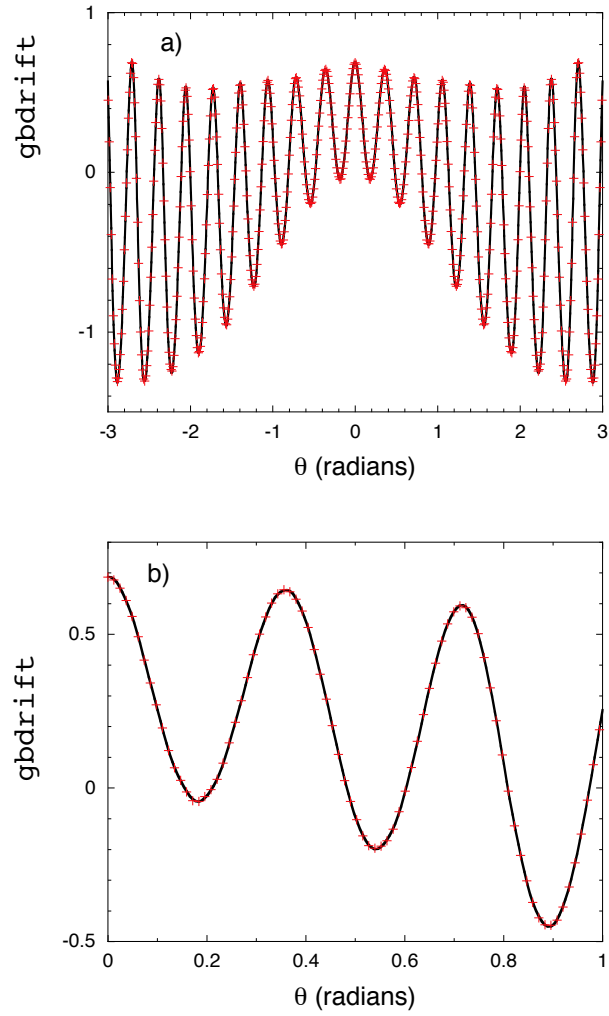 a)
gbdrift
1
0
-1
-3 -2 -1 0 1 2 3
θ (radians)
b)
gbdrift
0.5
0
-0.5
0 0.2 0.4 0.6 0.8 1
θ (radians)